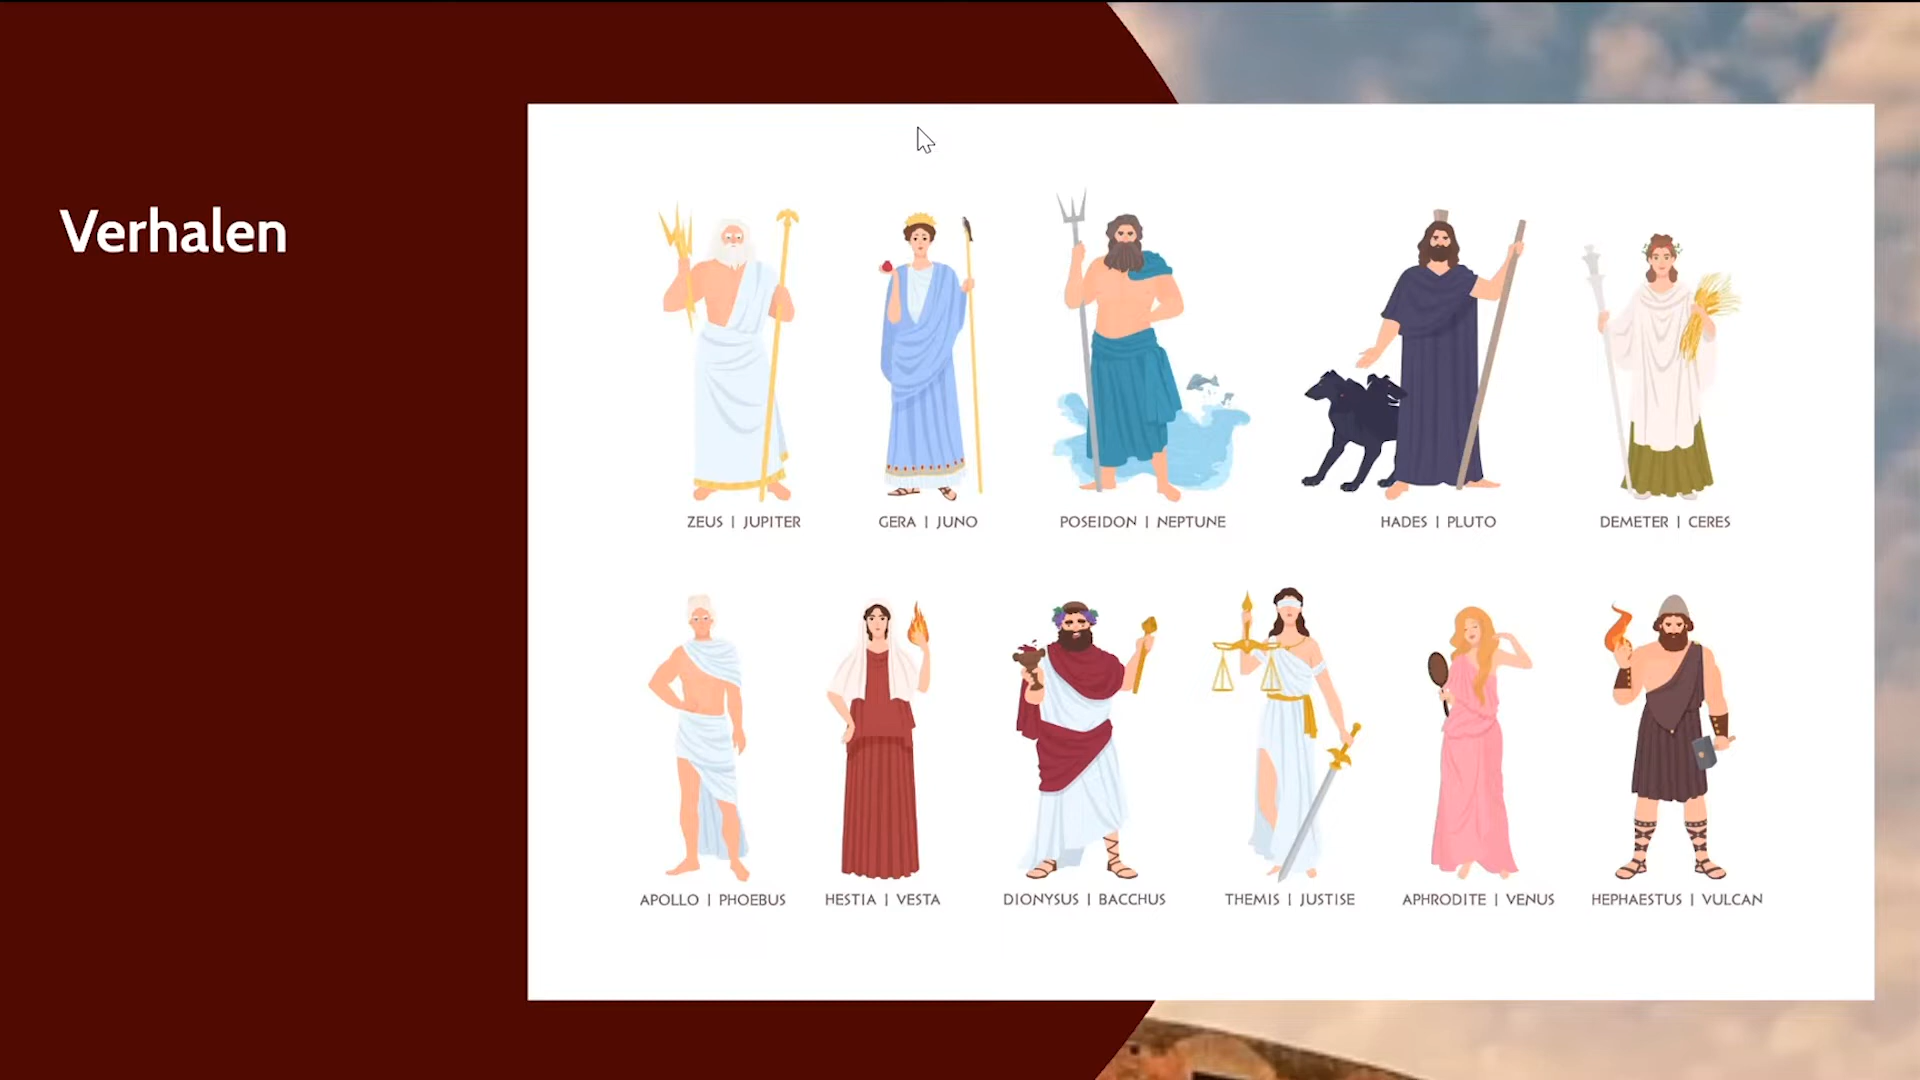 Verhalen
ZEUS | JUPITER
GERA | JUNO
POSEIDON | NEPTUNE
HADES | PLUTO
DEMETER | CERES
APOLLO | PHOEBUS
HESTIA | VESTA
DIONYSUS | BACCHUS
THEMIS | JUSTISE
APHRODITE | VENUS
HEPHAESTUS | VULCAN